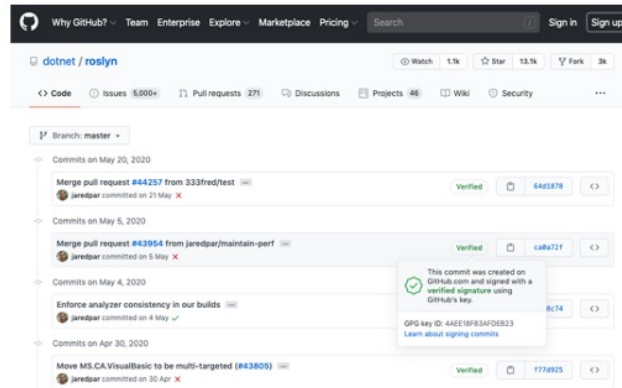 Why GitHub? Team Enterprise Explore Marketplace Pricing Search / Sign in Sign up
dotnet / roslyn
Watch 1.1k Star 13.1k Fork 3k
<> Code Issues 5,000+ Pull requests 271 Discussions Projects 46 Wiki Security ...
Branch: master
Commits on May 20, 2020
Merge pull request #44257 from 333fred/test ...
jaredpar committed on 21 May
Verified 64d1878 <>
Commits on May 5, 2020
Merge pull request #43954 from jaredpar/maintain-perf ...
jaredpar committed on 5 May
Verified ca0a72f <>
This commit was created on
GitHub.com and signed with a
verified signature using
GitHub's key.
GPG key ID: 4AEE18F83AFDEB23
Learn about signing commits
Commits on May 4, 2020
Enforce analyzer consistency in our builds ...
jaredpar committed on 4 May
8c74 <>
Commits on Apr 30, 2020
Move MS.CA.VisualBasic to be multi-targeted (#43805) ...
jaredpar committed on 30 Apr
Verified f77d925 <>